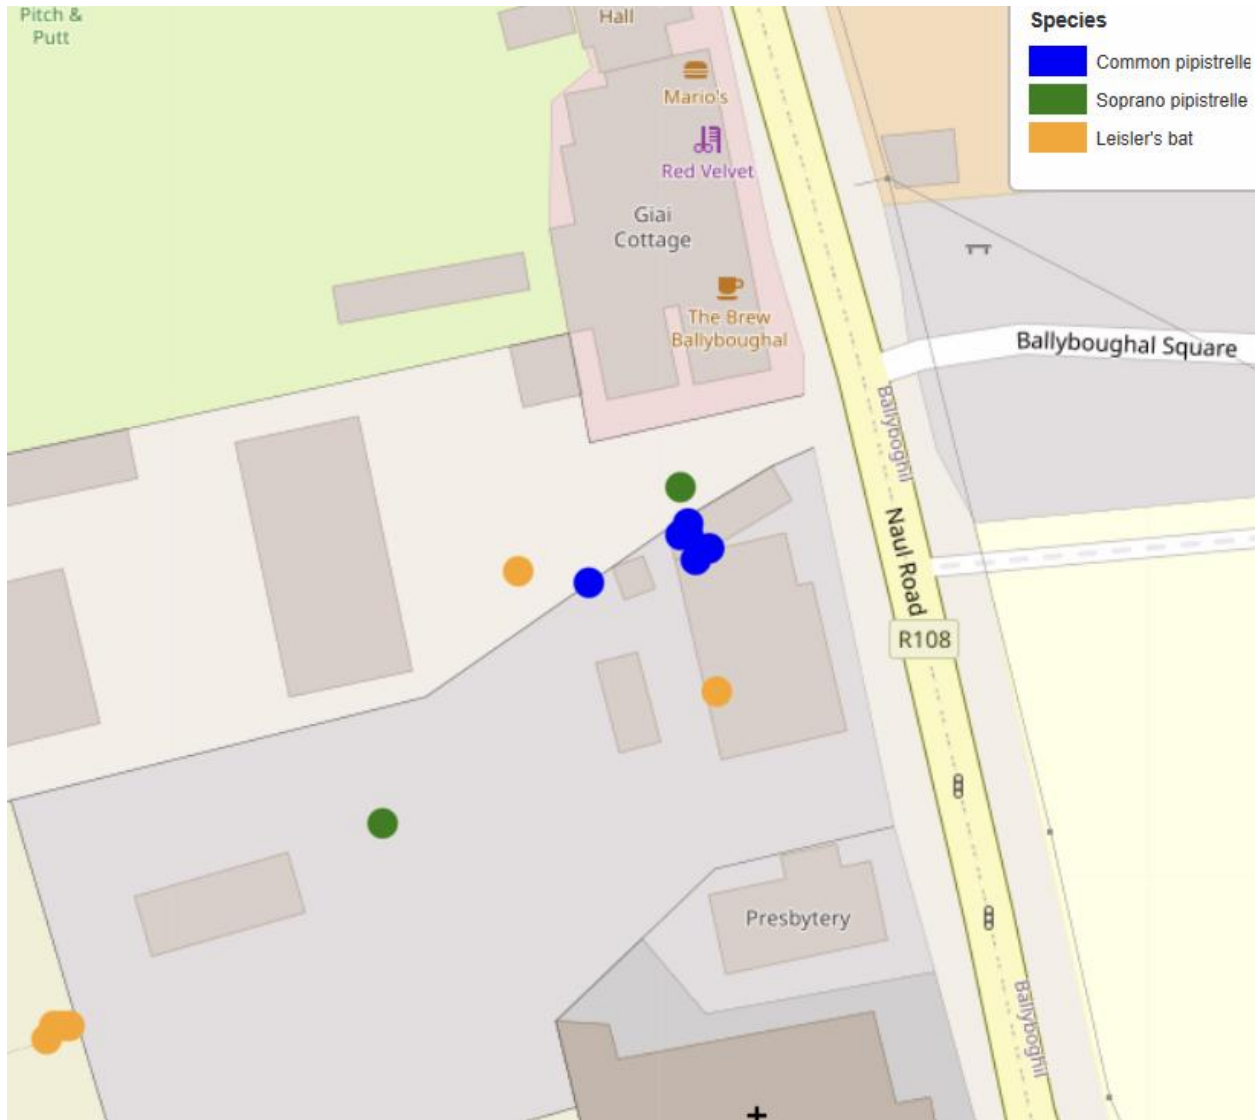 Pitch &
Putt
Hall
Mario's
Red Velvet
Giai
Cottage
The Brew
Ballyboughal
Species
Common pipistrelle
Soprano pipistrelle
Leisler's bat
Ballyboughal Square
Ballyboghil
Naul Road
R108
Presbytery
Ballyboghil